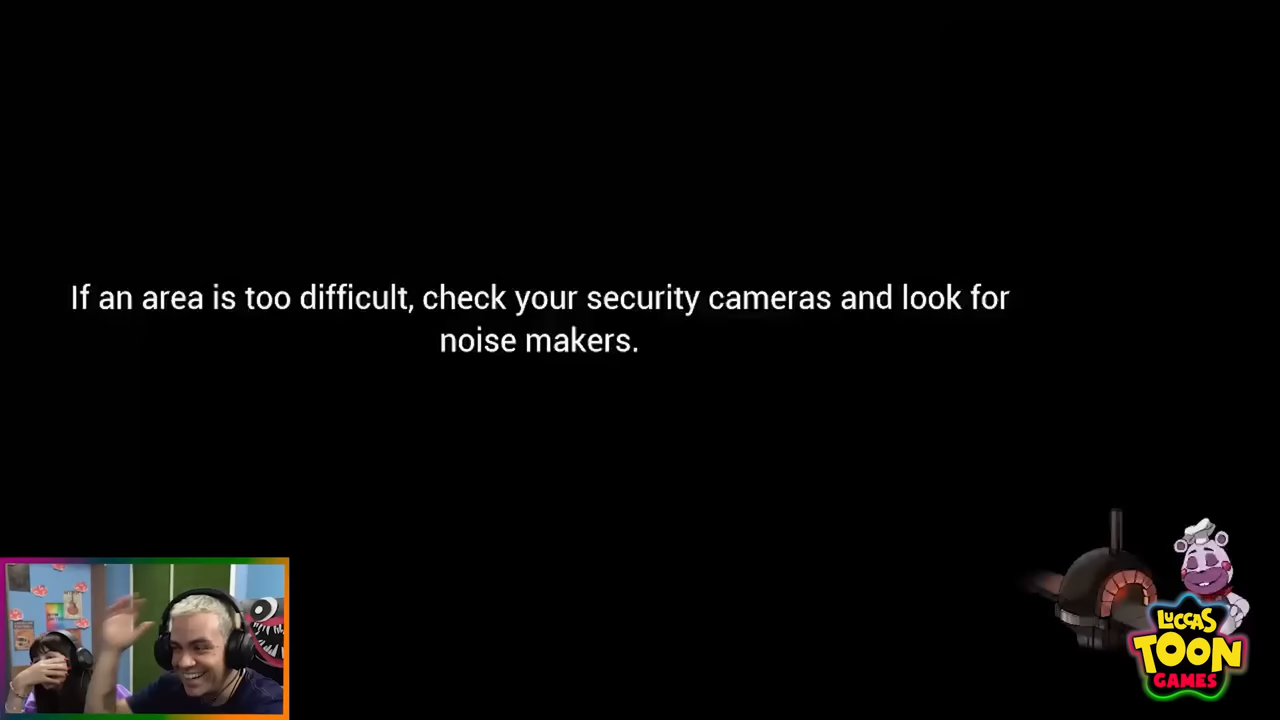 If an area is too difficult, check your security cameras and look for
noise makers.
LUCCAS
TOON
GAMES